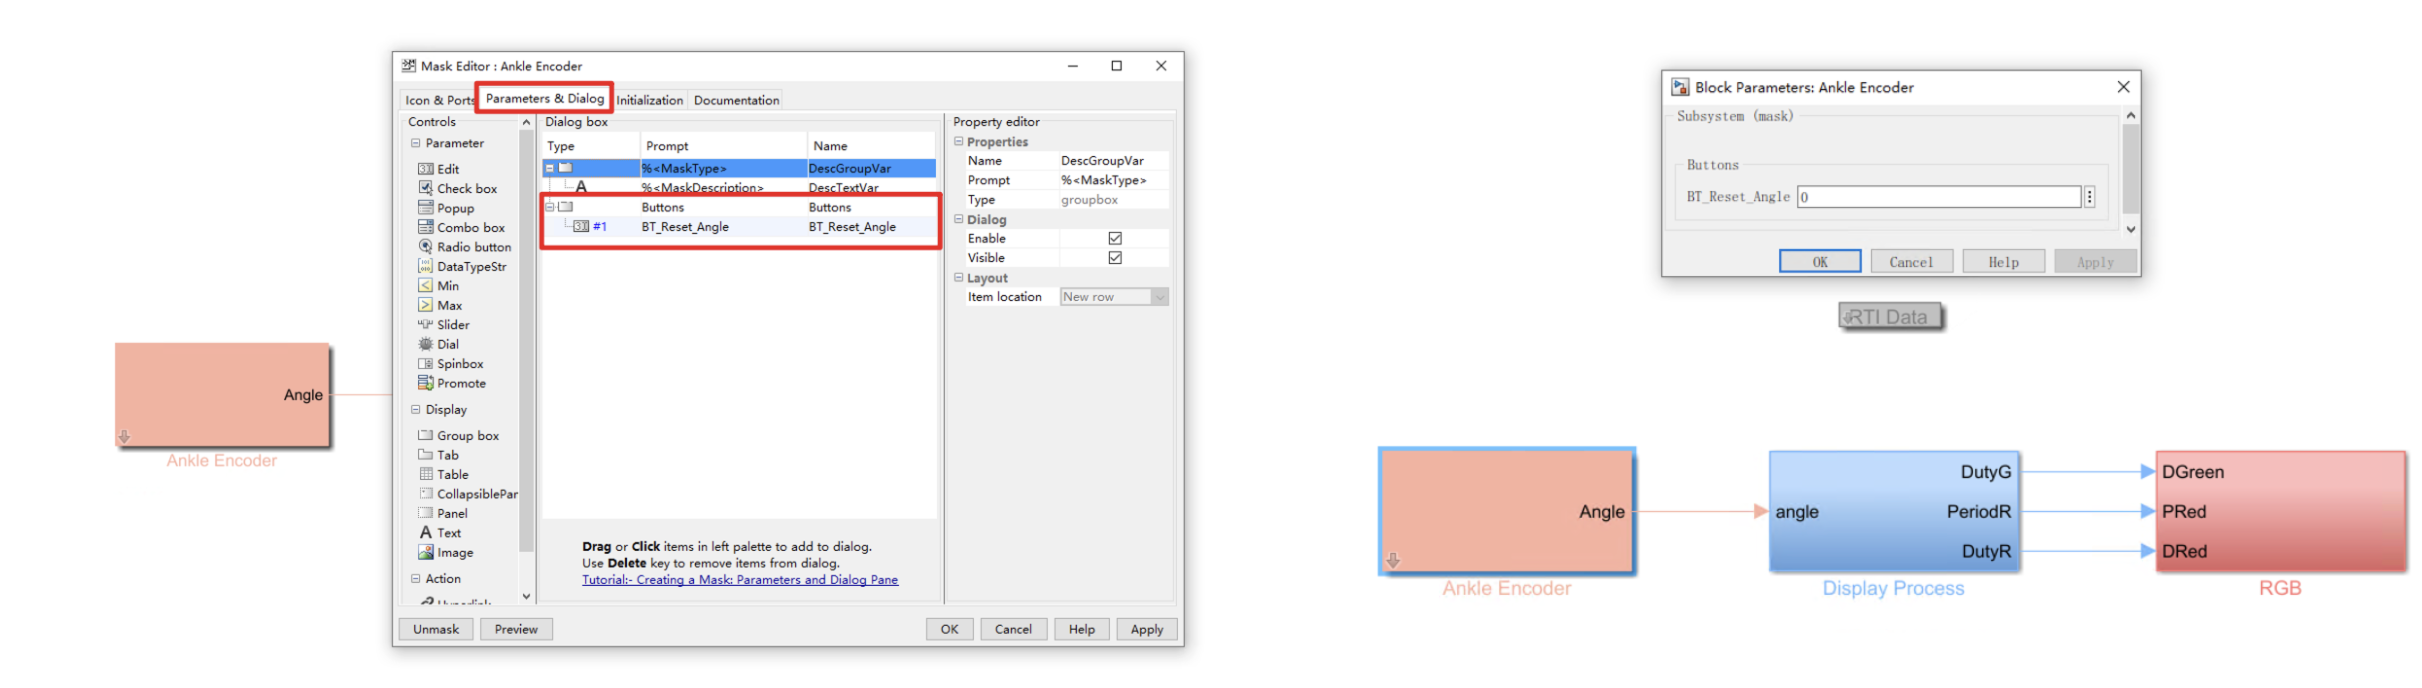 Mask Editor : Ankle Encoder
Icon & Ports Parameters & Dialog Initialization Documentation
Controls
Parameter
Edit
Check box
Popup
Combo box
Radio button
DataTypeStr
Min
Max
Slider
Dial
Spinbox
Promote
Display
Group box
Tab
Table
CollapsiblePar
Panel
A Text
Image
Action
Dialog box
Type Prompt Name
%<MaskType> DescGroupVar
A %<MaskDescription> DescTextVar
Buttons Buttons
#1 BT_Reset_Angle BT_Reset_Angle
Drag or Click items in left palette to add to dialog.
Use Delete key to remove items from dialog.
Tutorial:- Creating a Mask: Parameters and Dialog Pane
Property editor
Properties
Name DescGroupVar
Prompt %<MaskType>
Type groupbox
Dialog
Enable
Visible
Layout
Item location New row
Unmask Preview OK Cancel Help Apply
Angle
Ankle Encoder
Block Parameters: Ankle Encoder
Subsystem (mask)
Buttons
BT_Reset_Angle 0
OK Cancel Help Apply
RTI Data
Angle
Ankle Encoder
angle
DutyG
PeriodR
DutyR
Display Process
DGreen
PRed
DRed
RGB